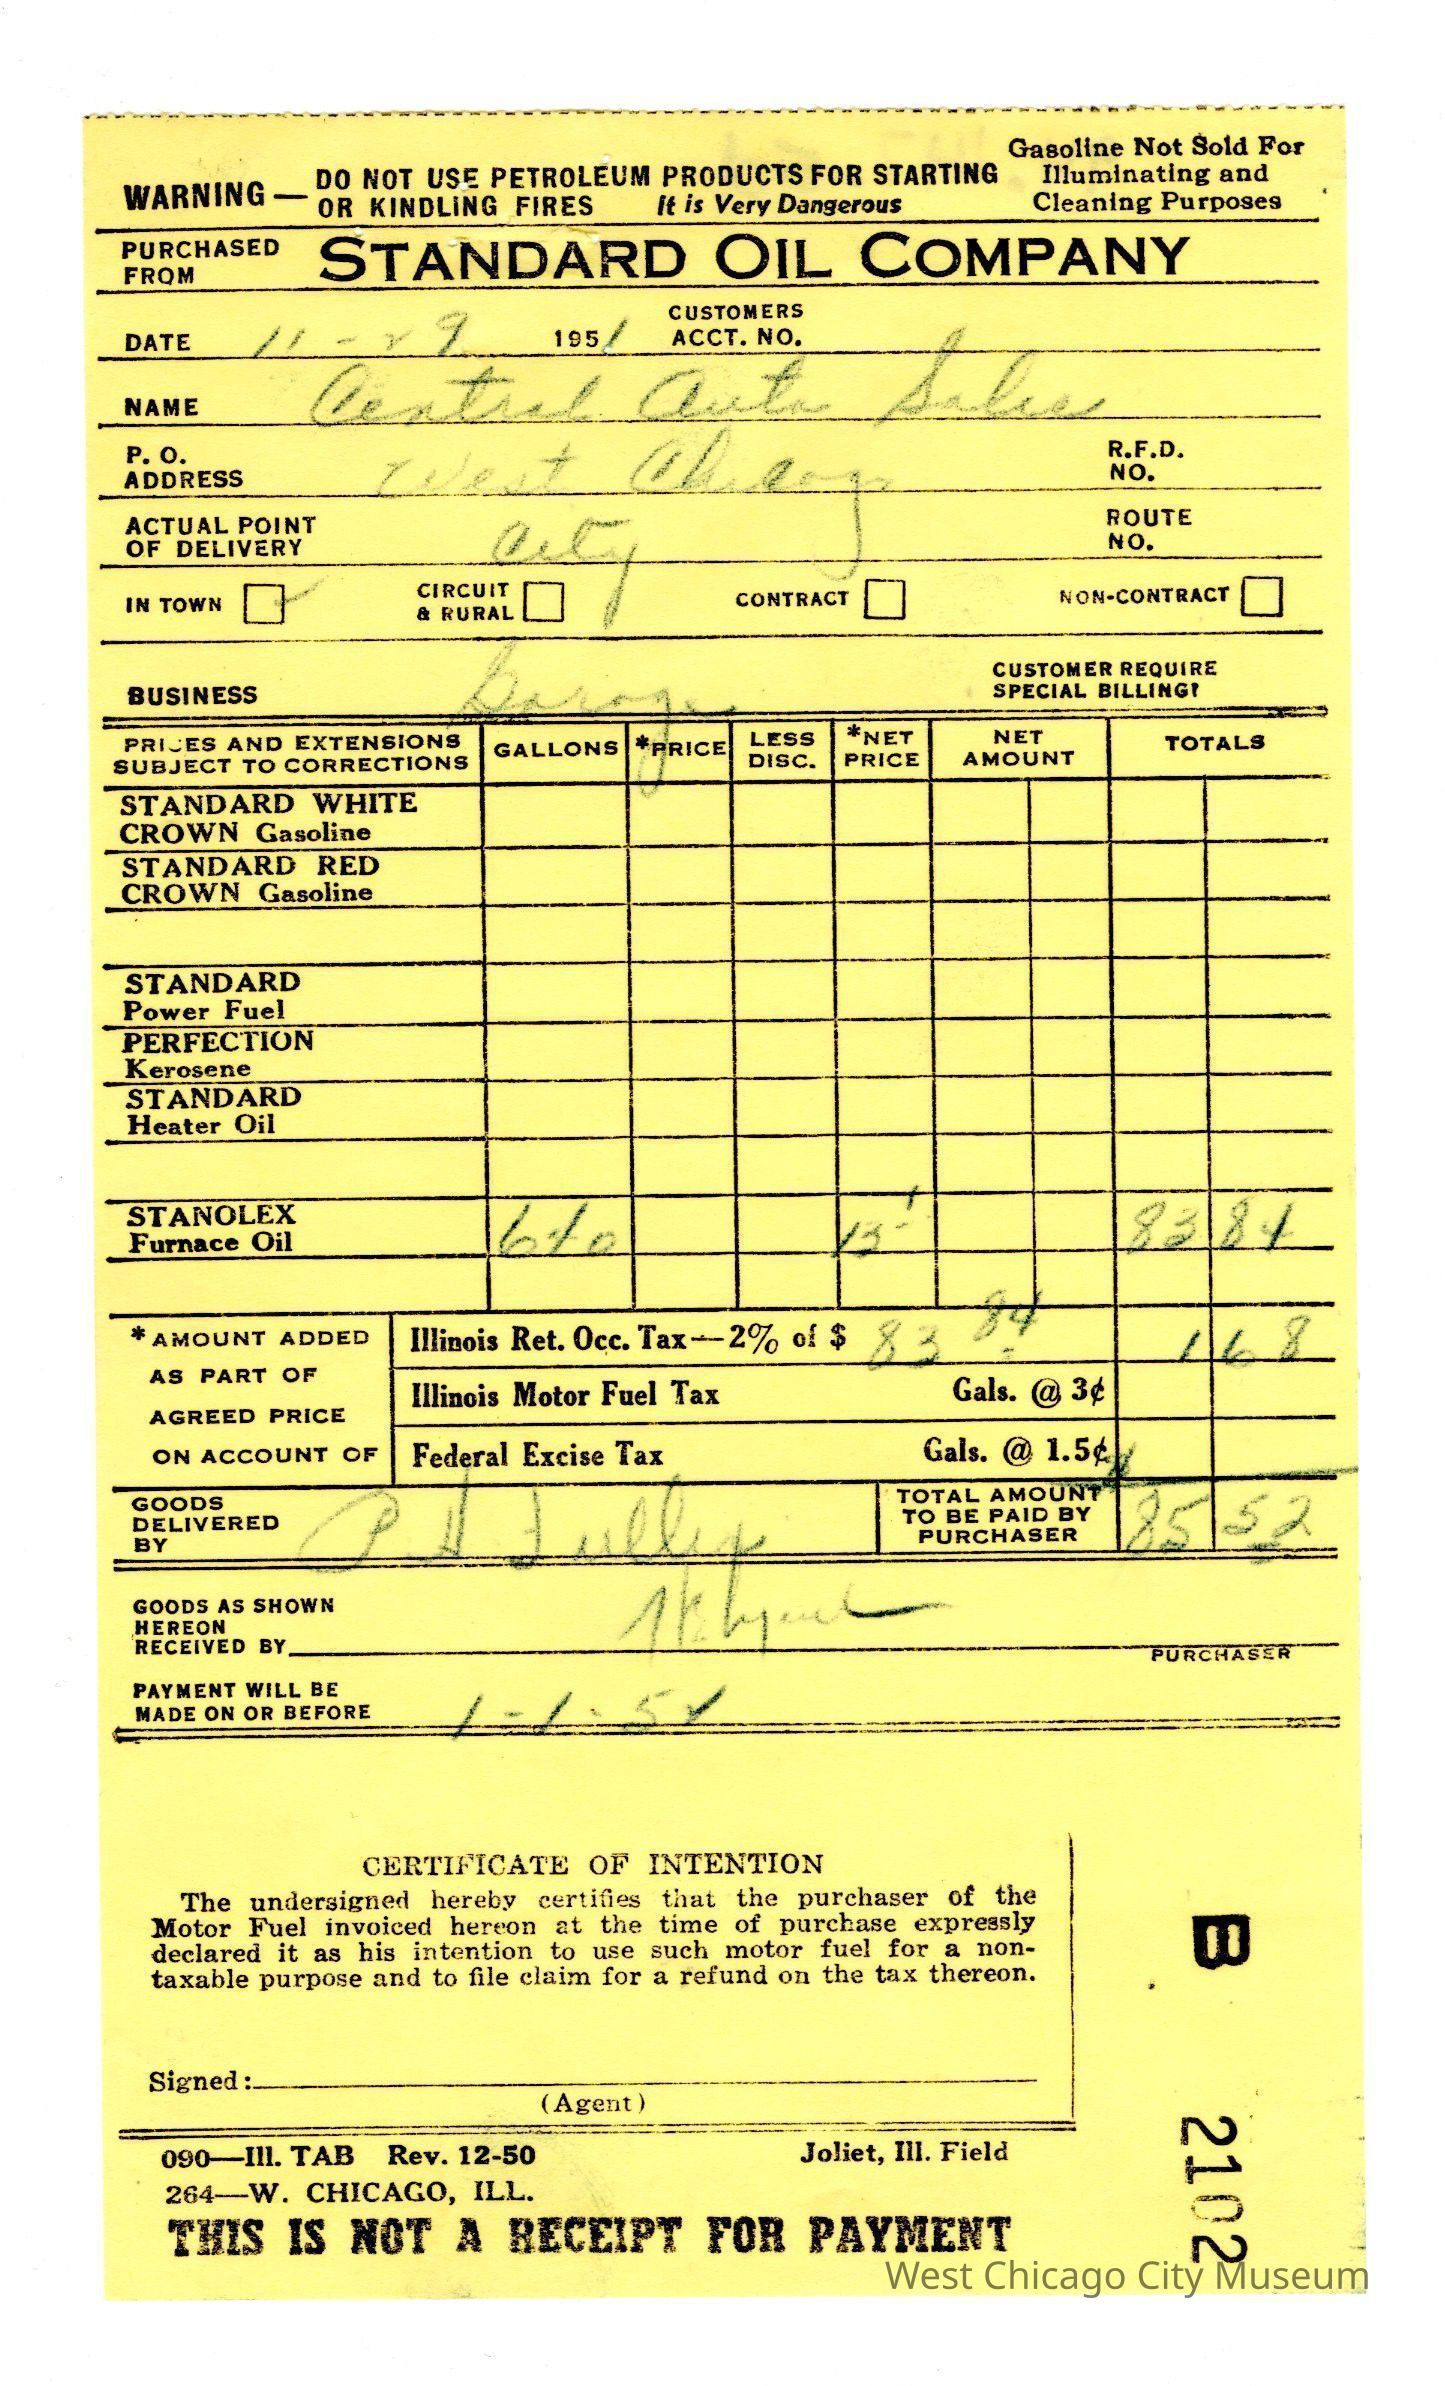 WARNING — DO NOT USE PETROLEUM PRODUCTS FOR STARTING
OR KINDLING FIRES It is Very Dangerous
Gasoline Not Sold For
Illuminating and
Cleaning Purposes
PURCHASED
FROM
STANDARD OIL COMPANY
DATE 11-29 1951
CUSTOMERS
ACCT. NO.
NAME Central Auto Sales
P. O.
ADDRESS West Chicago
R.F.D.
NO.
ACTUAL POINT
OF DELIVERY City
ROUTE
NO.
IN TOWN ✓
CIRCUIT
& RURAL
CONTRACT
NON-CONTRACT
BUSINESS Garage
CUSTOMER REQUIRE
SPECIAL BILLING?
PRICES AND EXTENSIONS
SUBJECT TO CORRECTIONS
GALLONS
*PRICE
LESS
DISC.
*NET
PRICE
NET
AMOUNT
TOTALS
STANDARD WHITE
CROWN Gasoline
STANDARD RED
CROWN Gasoline
STANDARD
Power Fuel
PERFECTION
Kerosene
STANDARD
Heater Oil
STANOLEX
Furnace Oil 640 13-1 83 84
*AMOUNT ADDED
AS PART OF
AGREED PRICE
ON ACCOUNT OF
Illinois Ret. Occ. Tax—2% of $ 83 84 1 68
Illinois Motor Fuel Tax Gals. @ 3¢
Federal Excise Tax Gals. @ 1.5¢
GOODS
DELIVERED
BY
P H
TOTAL AMOUNT
TO BE PAID BY
PURCHASER
85 52
GOODS AS SHOWN
HEREON
RECEIVED BY
PURCHASER
PAYMENT WILL BE
MADE ON OR BEFORE 1-1-52
CERTIFICATE OF INTENTION
The undersigned hereby certifies that the purchaser of the
Motor Fuel invoiced hereon at the time of purchase expressly
declared it as his intention to use such motor fuel for a non-
taxable purpose and to file claim for a refund on the tax thereon.
Signed:
(Agent)
090—Ill. TAB Rev. 12-50 Joliet, Ill. Field
264—W. CHICAGO, ILL.
THIS IS NOT A RECEIPT FOR PAYMENT
B 2102
West Chicago City Museum